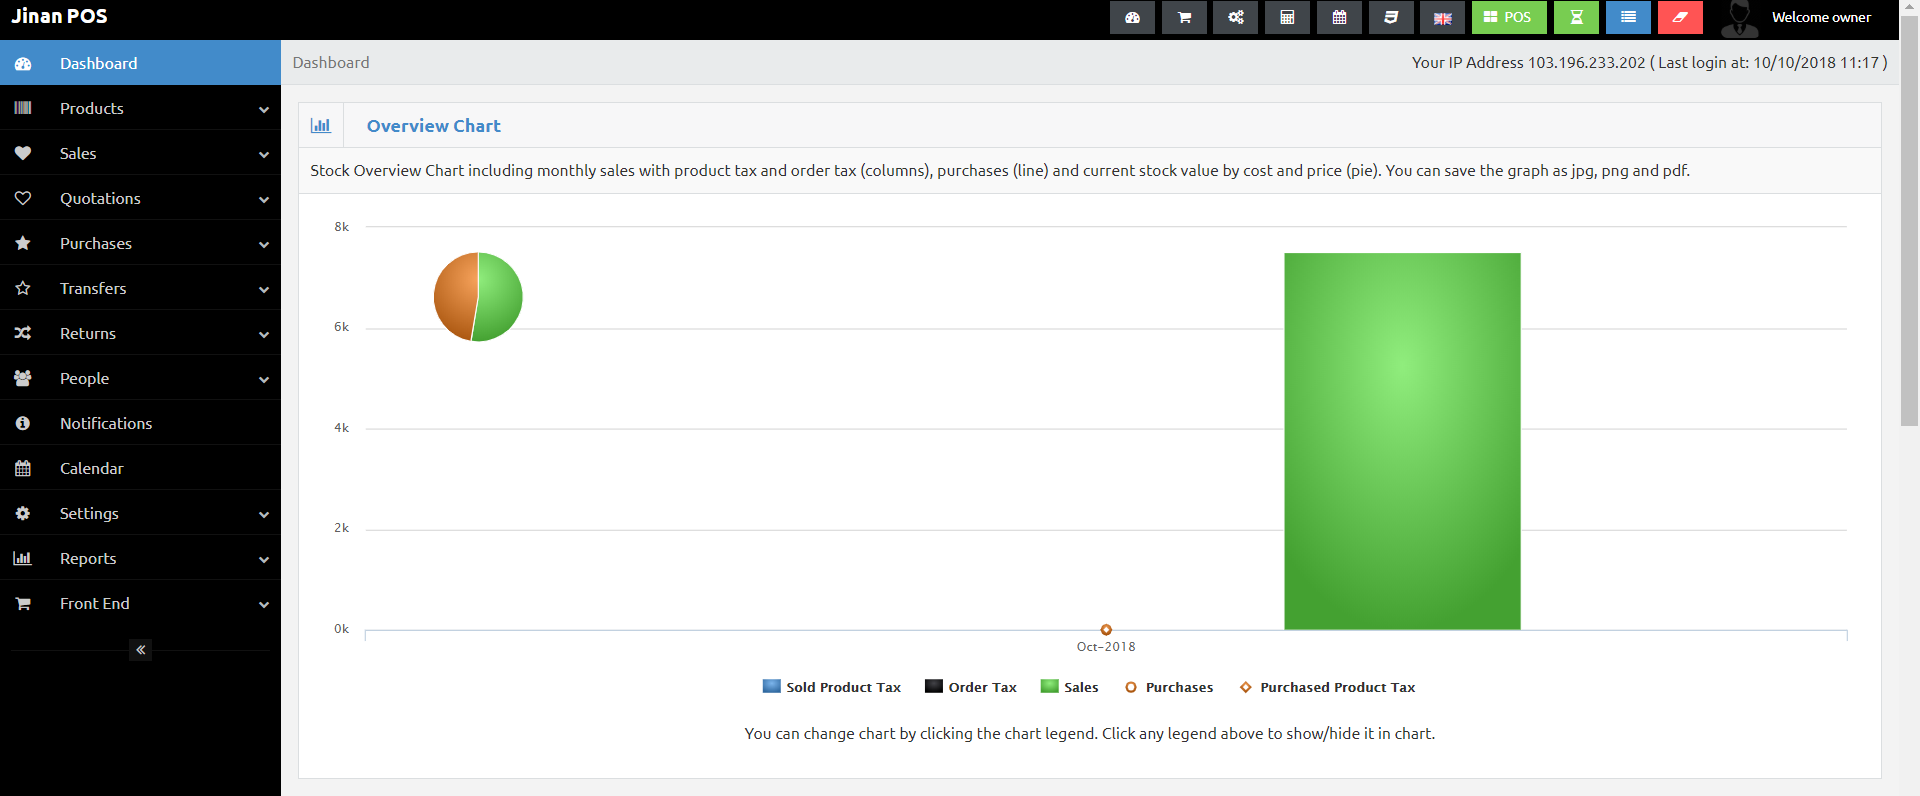 Jinan POS
POS
Welcome owner
Dashboard
Products
Sales
Quotations
Purchases
Transfers
Returns
People
Notifications
Calendar
Settings
Reports
Front End
Dashboard
Your IP Address 103.196.233.202 ( Last login at: 10/10/2018 11:17 )
Overview Chart
Stock Overview Chart including monthly sales with product tax and order tax (columns), purchases (line) and current stock value by cost and price (pie). You can save the graph as jpg, png and pdf.
8k
6k
4k
2k
0k
Oct-2018
Sold Product Tax Order Tax Sales Purchases Purchased Product Tax
You can change chart by clicking the chart legend. Click any legend above to show/hide it in chart.